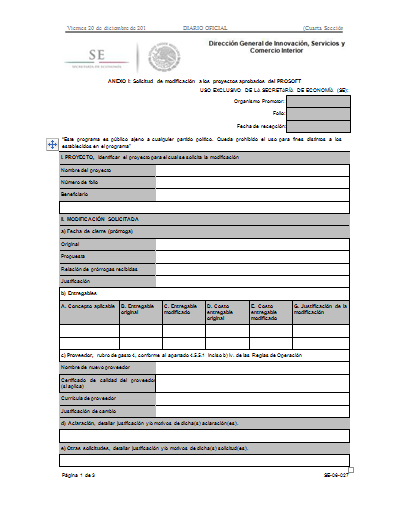 Viernes 20 de diciembre de 201 DIARIO OFICIAL (Cuarta Sección
SE
SECRETARÍA DE ECONOMÍA
Dirección General de Innovación, Servicios y
Comercio Interior
ANEXO I: Solicitud de modificación a los proyectos aprobados del PROSOFT
USO EXCLUSIVO DE LA SECRETARÍA DE ECONOMÍA (SE):
Organismo Promotor:
Folio:
Fecha de recepción:
"Este programa es público ajeno a cualquier partido político. Queda prohibido el uso para fines distintos a los
establecidos en el programa"
I. PROYECTO, Identificar el proyecto para el cual se solicita la modificación
Nombre del proyecto
Número de folio
Beneficiario
II. MODIFICACIÓN SOLICITADA
a) Fecha de cierre (prórroga)
Original
Propuesta
Relación de prórrogas recibidas
Justificación
b) Entregables
A. Concepto aplicable B. Entregable original C. Entregable modificado D. Costo entregable original E. Costo entregable modificado G. Justificación de la modificación
c) Proveedor, rubro de gasto 4, conforme al apartado 4.5.5.1 inciso b) iv. de las Reglas de Operación
Nombre de nuevo proveedor
Certificado de calidad del proveedor
(si aplica)
Currícula de proveedor
Justificación de cambio
d) Aclaración, detallar justificación y/o motivos de dicha(s) aclaración(es).
e) Otras solicitudes, detallar justificación y/o motivos de dicha(s) solicitud(es).
Página 1 de 3 SE-06-027